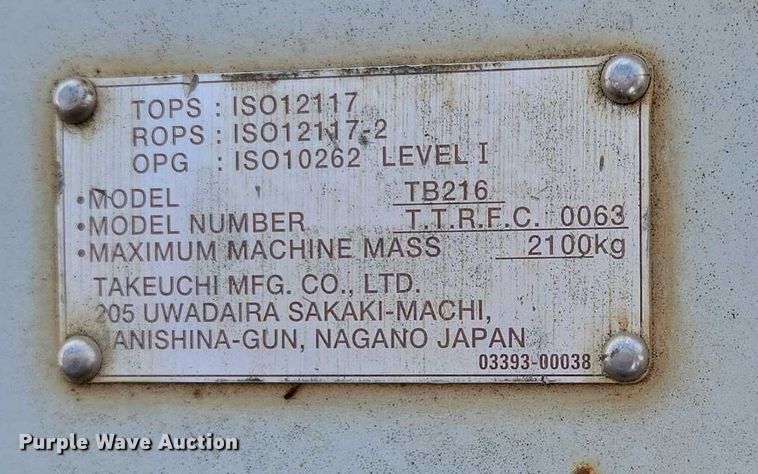 TOPS : ISO12117
ROPS : ISO12117-2
OPG : ISO10262 LEVEL I
•MODEL TB216
•MODEL NUMBER T.T.R.F.C. 0063
•MAXIMUM MACHINE MASS 2100kg
TAKEUCHI MFG. CO., LTD.
205 UWADAIRA SAKAKI-MACHI,
HANISHINA-GUN, NAGANO JAPAN
03393-00038
Purple Wave Auction